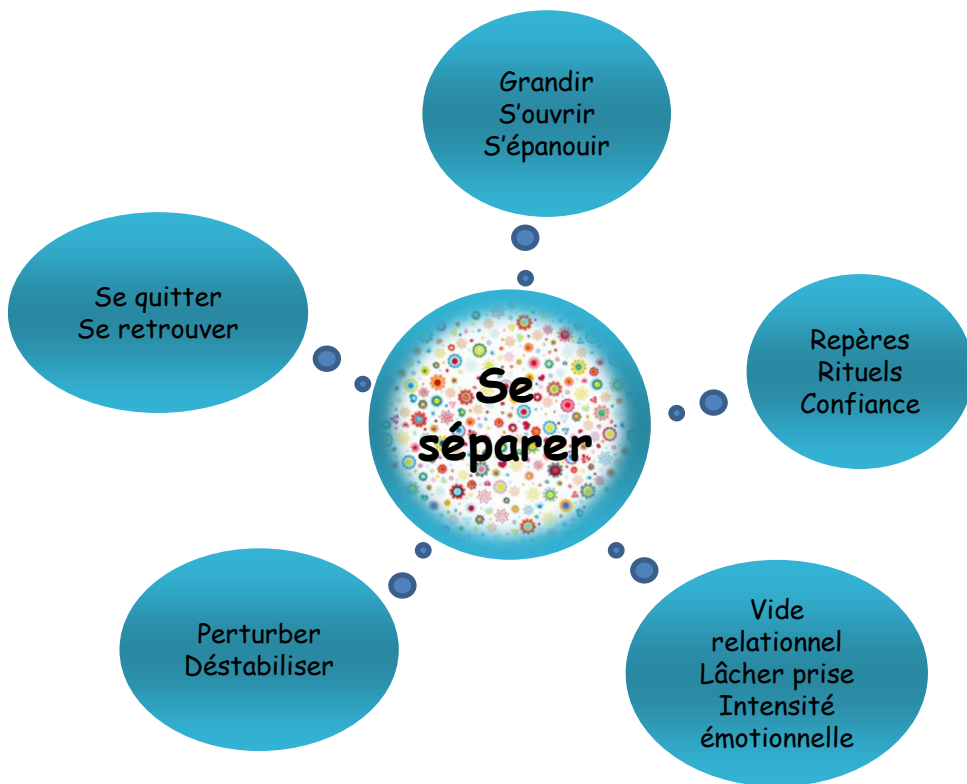 Grandir
S'ouvrir
S'épanouir
Se quitter
Se retrouver
Repères
Rituels
Confiance
Se
séparer
Perturber
Déstabiliser
Vide
relationnel
Lâcher prise
Intensité
émotionnelle